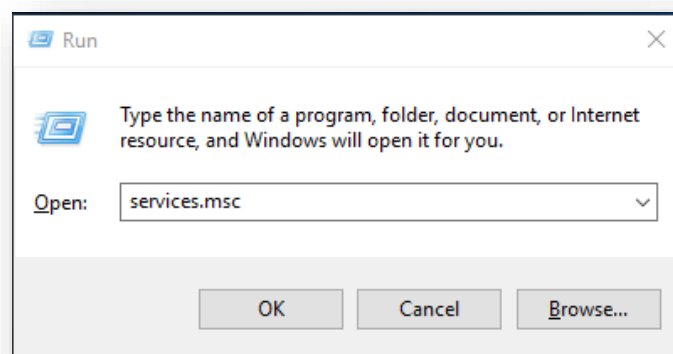 Run
Type the name of a program, folder, document, or Internet
resource, and Windows will open it for you.
Open: services.msc
OK Cancel Browse...